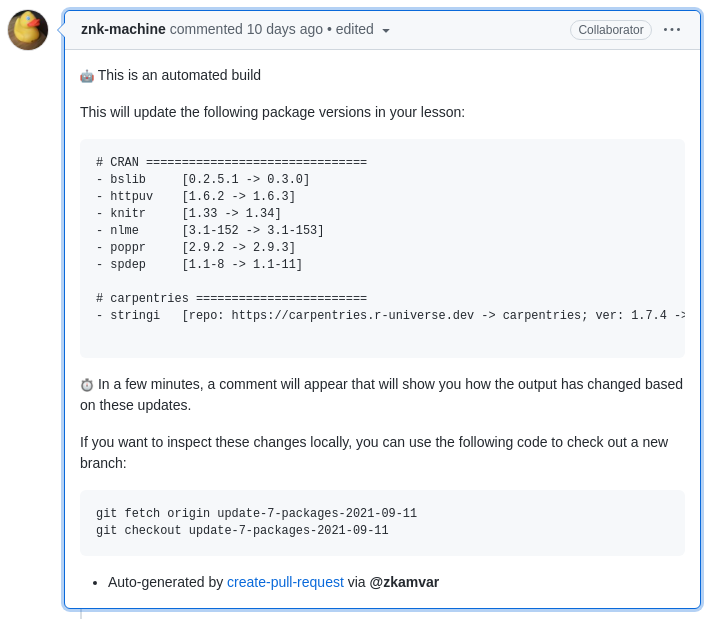 znk-machine commented 10 days ago • edited
Collaborator
🤖 This is an automated build
This will update the following package versions in your lesson:
# CRAN ===============================
- bslib     [0.2.5.1 -> 0.3.0]
- httpuv    [1.6.2 -> 1.6.3]
- knitr     [1.33 -> 1.34]
- nlme      [3.1-152 -> 3.1-153]
- poppr     [2.9.2 -> 2.9.3]
- spdep     [1.1-8 -> 1.1-11]
# carpentries ========================
- stringi   [repo: https://carpentries.r-universe.dev -> carpentries; ver: 1.7.4 ->
⏱ In a few minutes, a comment will appear that will show you how the output has changed based
on these updates.
If you want to inspect these changes locally, you can use the following code to check out a new
branch:
git fetch origin update-7-packages-2021-09-11
git checkout update-7-packages-2021-09-11
• Auto-generated by create-pull-request via @zkamvar